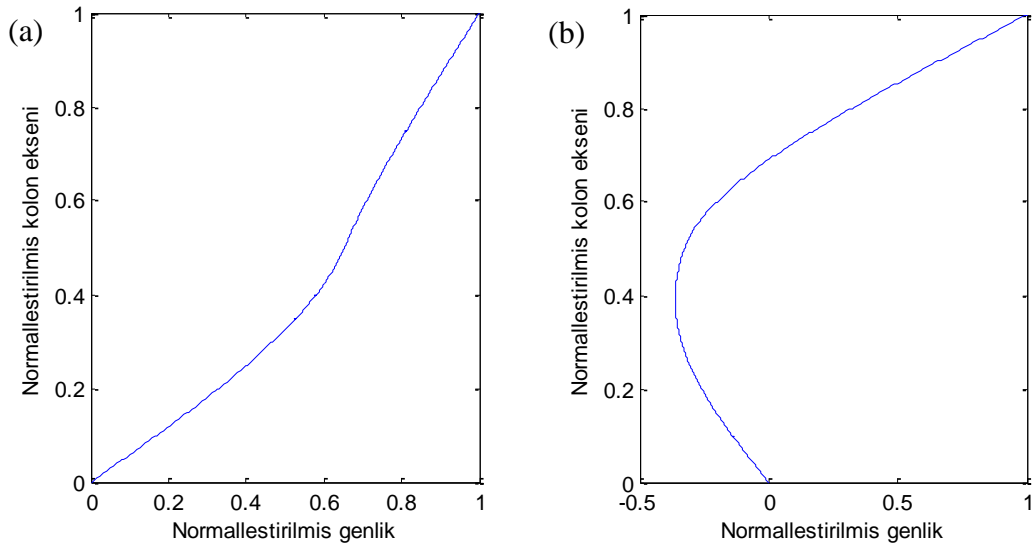 (a)
1
0.8
0.6
0.4
0.2
0
Normallestirilmis kolon ekseni
0 0.2 0.4 0.6 0.8 1
Normallestirilmis genlik
(b)
1
0.8
0.6
0.4
0.2
0
Normallestirilmis kolon ekseni
-0.5 0 0.5 1
Normallestirilmis genlik